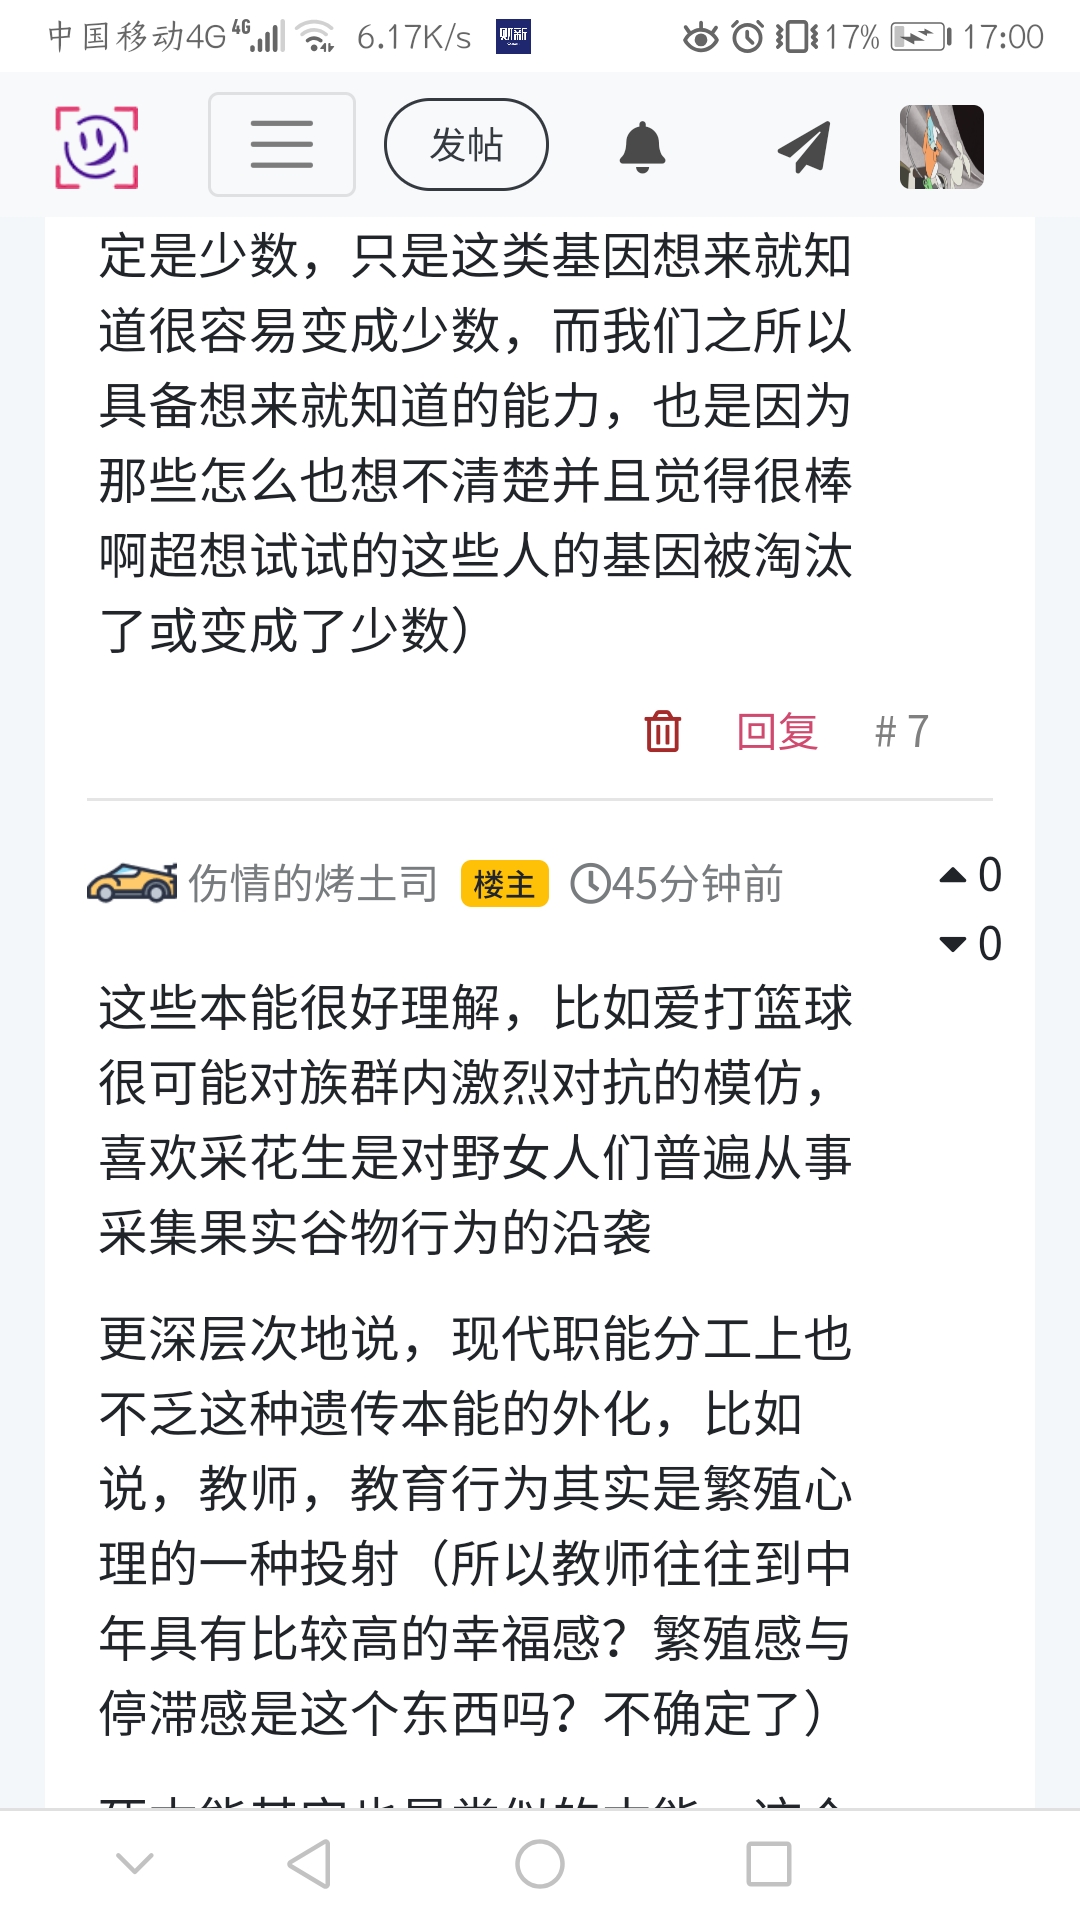 中国移动4G 4G 6.17K/s 财新 17% 17:00
发帖
定是少数，只是这类基因想来就知
道很容易变成少数，而我们之所以
具备想来就知道的能力，也是因为
那些怎么也想不清楚并且觉得很棒
啊超想试试的这些人的基因被淘汰
了或变成了少数）
回复 # 7
伤情的烤土司 楼主 45分钟前 0
0
这些本能很好理解，比如爱打篮球
很可能对族群内激烈对抗的模仿，
喜欢采花生是对野女人们普遍从事
采集果实谷物行为的沿袭
更深层次地说，现代职能分工上也
不乏这种遗传本能的外化，比如
说，教师，教育行为其实是繁殖心
理的一种投射（所以教师往往到中
年具有比较高的幸福感？繁殖感与
停滞感是这个东西吗？不确定了）